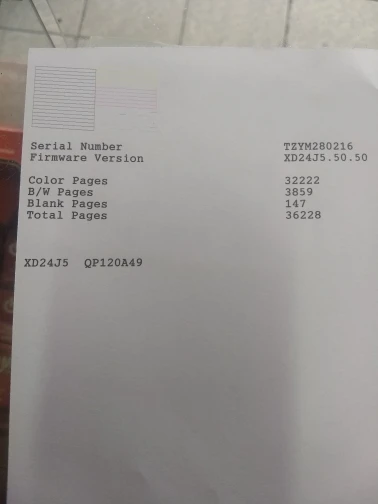 Serial Number TZYM280216
Firmware Version XD24J5.50.50
Color Pages 32222
B/W Pages 3859
Blank Pages 147
Total Pages 36228
XD24J5 QP120A49